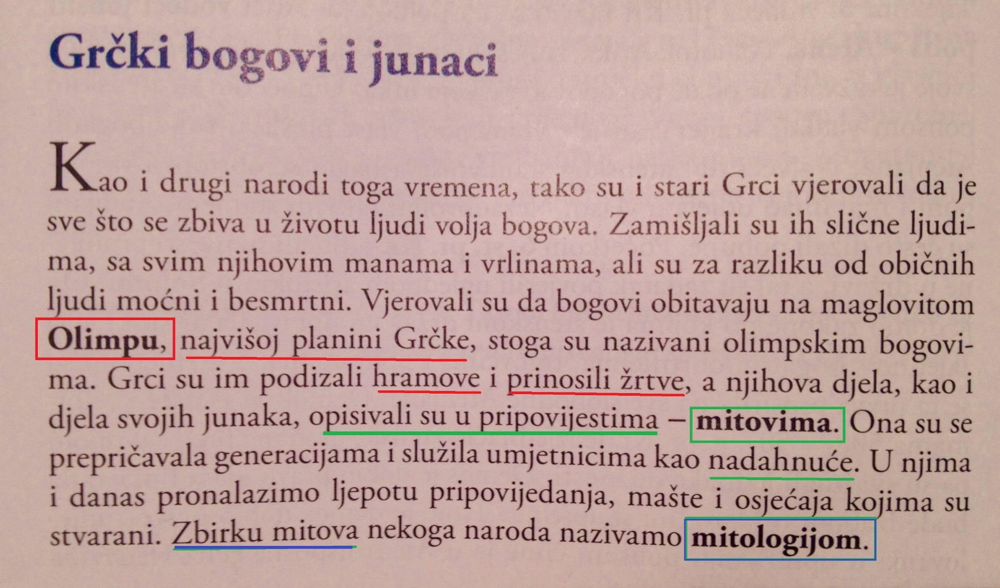 Grčki bogovi i junaci
Kao i drugi narodi toga vremena, tako su i stari Grci vjerovali da je
sve što se zbiva u životu ljudi volja bogova. Zamišljali su ih slične ljudi-
ma, sa svim njihovim manama i vrlinama, ali su za razliku od običnih
ljudi moćni i besmrtni. Vjerovali su da bogovi obitavaju na maglovitom
Olimpu, najvišoj planini Grčke, stoga su nazivani olimpskim bogovi-
ma. Grci su im podizali hramove i prinosili žrtve, a njihova djela, kao i
djela svojih junaka, opisivali su u pripovijestima – mitovima. Ona su se
prepričavala generacijama i služila umjetnicima kao nadahnuće. U njima
i danas pronalazimo ljepotu pripovijedanja, mašte i osjećaja kojima su
stvarani. Zbirku mitova nekoga naroda nazivamo mitologijom.